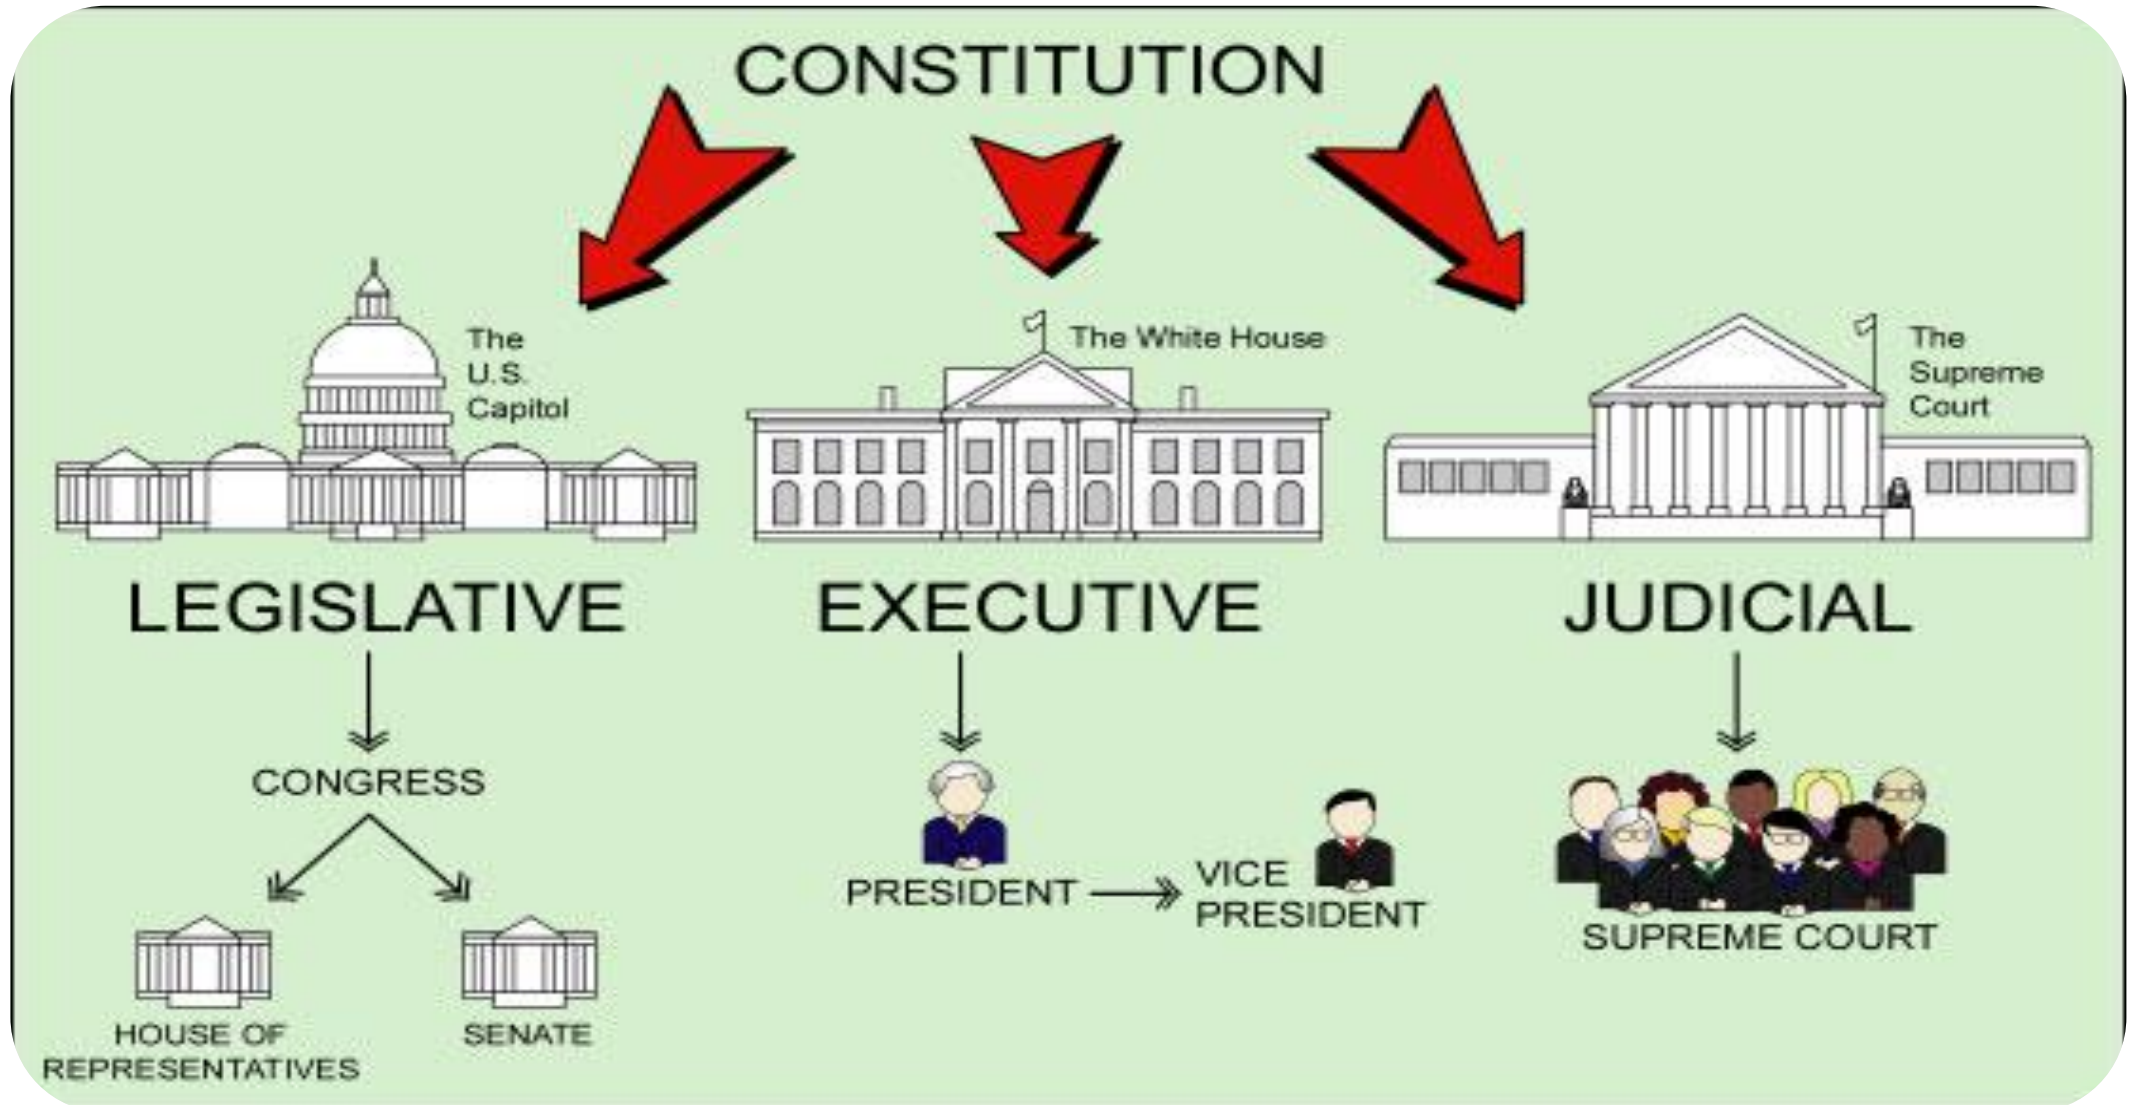 CONSTITUTION
The
U.S.
Capitol
The White House
The
Supreme
Court
LEGISLATIVE
EXECUTIVE
JUDICIAL
CONGRESS
HOUSE OF
REPRESENTATIVES
SENATE
PRESIDENT
VICE
PRESIDENT
SUPREME COURT